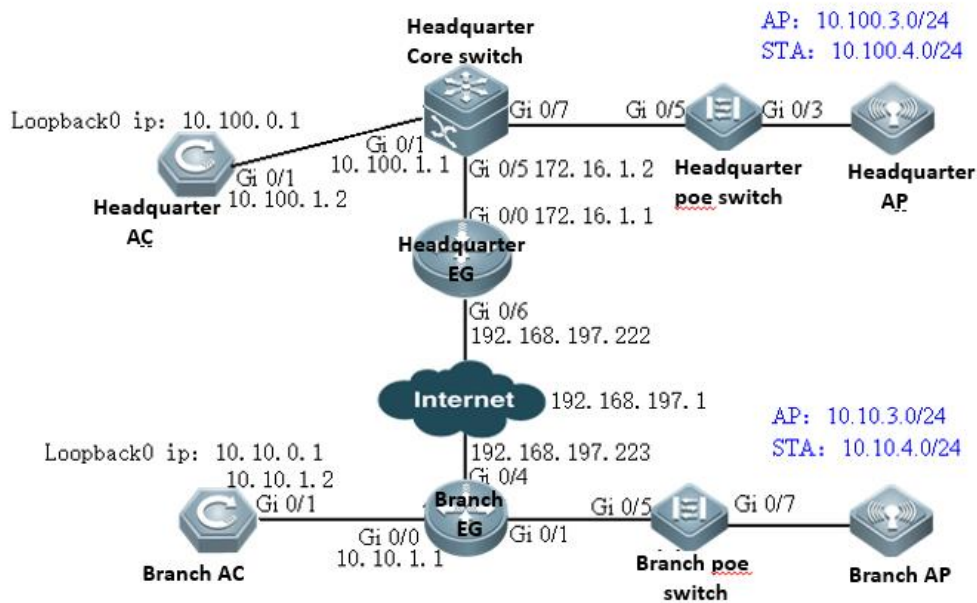 Headquarter
Core switch
AP: 10.100.3.0/24
STA: 10.100.4.0/24
Loopback0 ip: 10.100.0.1
Gi 0/7
Gi 0/5
Gi 0/3
Gi 0/1
10.100.1.1
Gi 0/1
10.100.1.2
Headquarter
AC
Gi 0/5 172.16.1.2
Headquarter
poe switch
Headquarter
AP
Gi 0/0 172.16.1.1
Headquarter
EG
Gi 0/6
192.168.197.222
Internet
192.168.197.1
AP: 10.10.3.0/24
STA: 10.10.4.0/24
Loopback0 ip: 10.10.0.1
10.10.1.2
Gi 0/1
192.168.197.223
Gi 0/4
Branch
EG
Gi 0/0
10.10.1.1
Gi 0/1
Gi 0/5
Gi 0/7
Branch AC
Branch poe
switch
Branch AP